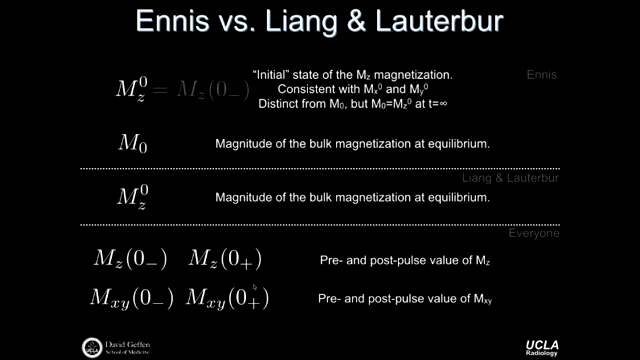 Ennis vs. Liang & Lauterbur
“Initial” state of the M_z magnetization.
Ennis
M_z^0 = M_z(0_−)
Consistent with M_x^0 and M_y^0
Distinct from M_0, but M_0=M_z^0 at t=∞
M_0 Magnitude of the bulk magnetization at equilibrium.
Liang & Lauterbur
M_z^0 Magnitude of the bulk magnetization at equilibrium.
Everyone
M_z(0_−) M_z(0_+) Pre- and post-pulse value of M_z
M_xy(0_−) M_xy(0_+) Pre- and post-pulse value of M_xy
UCLA
David Geffen
School of Medicine
UCLA
Radiology